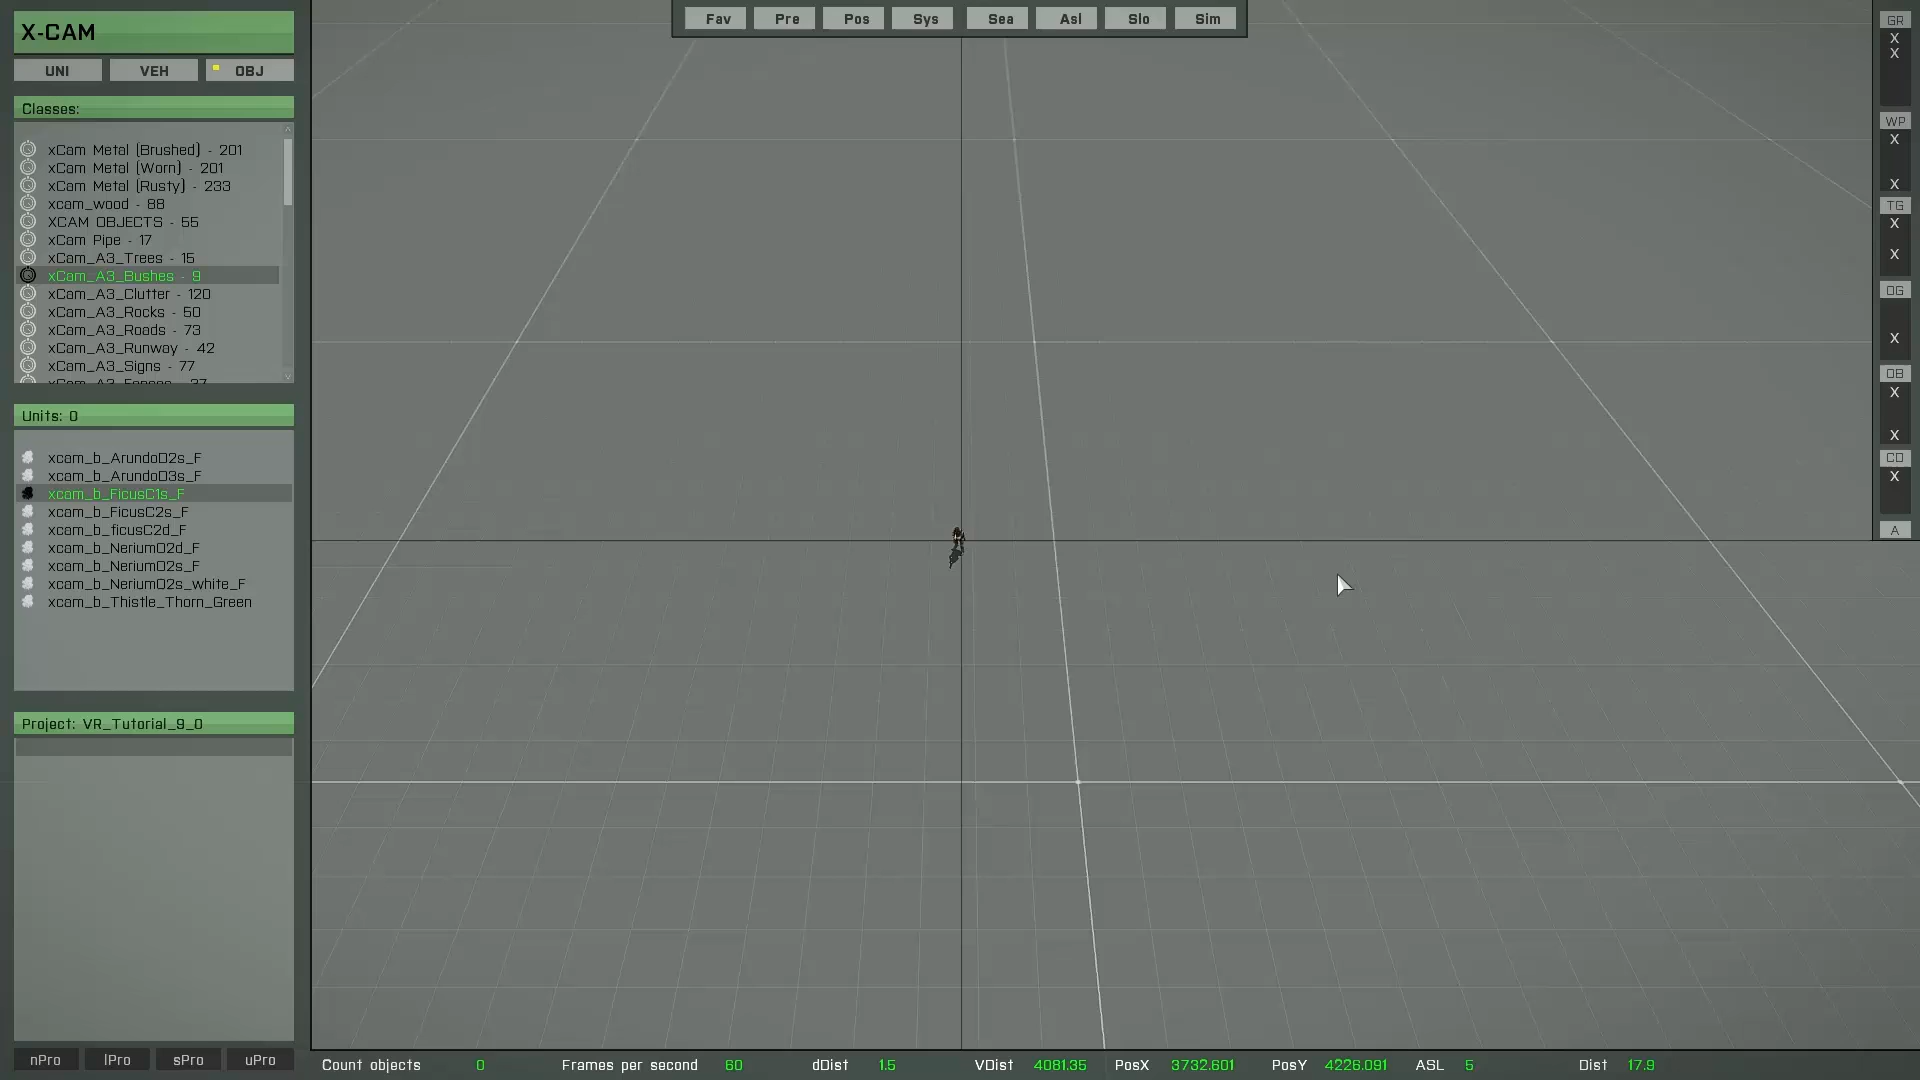 X-CAM
UNI VEH OBJ
Classes:
xCam Metal (Brushed) - 201
xCam Metal (Worn) - 201
xCam Metal (Rusty) - 233
xcam_wood - 88
XCAM OBJECTS - 55
xCam Pipe - 17
xCam_A3_Trees - 15
xCam_A3_Bushes - 9
xCam_A3_Clutter - 120
xCam_A3_Rocks - 50
xCam_A3_Roads - 73
xCam_A3_Runway - 42
xCam_A3_Signs - 77
xCam_A3_Fences - 37
Units: 0
xcam_b_Arundo02s_F
xcam_b_Arundo03s_F
xcam_b_FicusC1s_F
xcam_b_FicusC2s_F
xcam_b_ficusC2d_F
xcam_b_Nerium02d_F
xcam_b_Nerium02s_F
xcam_b_Nerium02s_white_F
xcam_b_Thistle_Thorn_Green
Project: VR_Tutorial_9_0
nPro lPro sPro uPro
Fav Pre Pos Sys Sea Asl Slo Sim
GR
X
X
WP
X
X
TG
X
X
OG
X
OB
X
X
CO
X
A
Count objects 0 Frames per second 60 dDist 1.5 VDist 4081.35 PosX 3732.601 PosY 4226.091 ASL 5 Dist 17.9